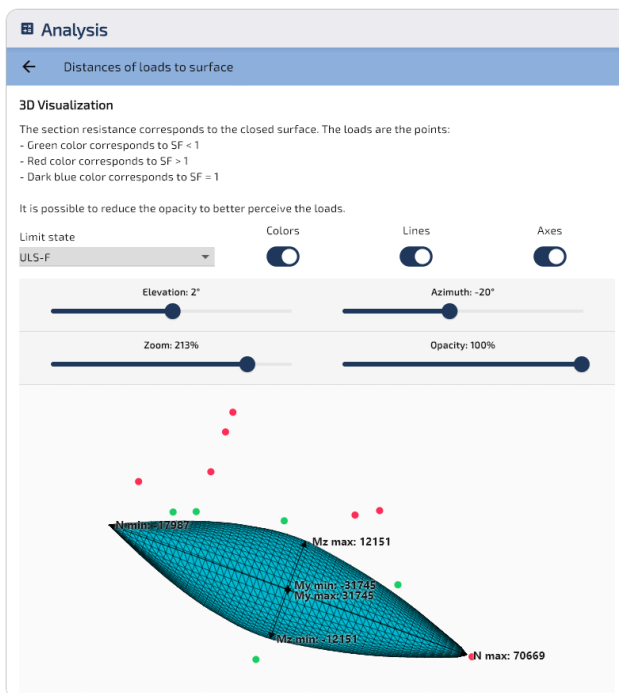 Analysis
Distances of loads to surface
3D Visualization
The section resistance corresponds to the closed surface. The loads are the points:
- Green color corresponds to SF < 1
- Red color corresponds to SF > 1
- Dark blue color corresponds to SF = 1
It is possible to reduce the opacity to better perceive the loads.
Limit state
Colors
Lines
Axes
ULS-F
Elevation: 2°
Azimuth: -20°
Zoom: 213%
Opacity: 100%
N min: -17987
Mz max: 12151
My min: -31745
My max: 31745
Mz min: -12151
N max: 70669